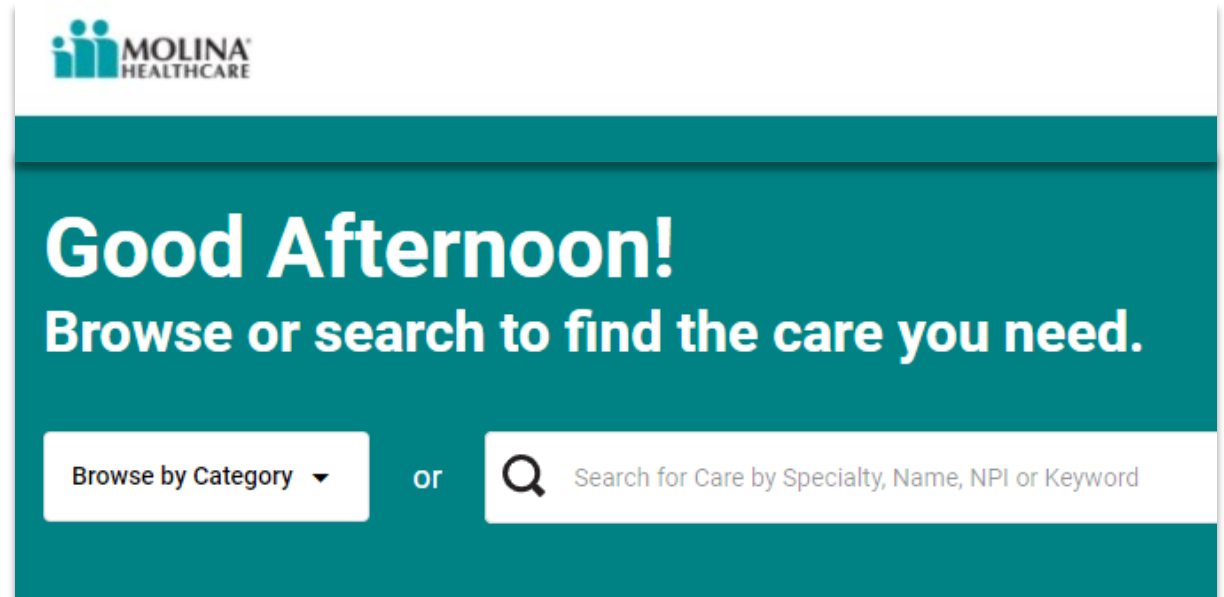 MOLINA
HEALTHCARE
Good Afternoon!
Browse or search to find the care you need.
Browse by Category
or
Search for Care by Specialty, Name, NPI or Keyword